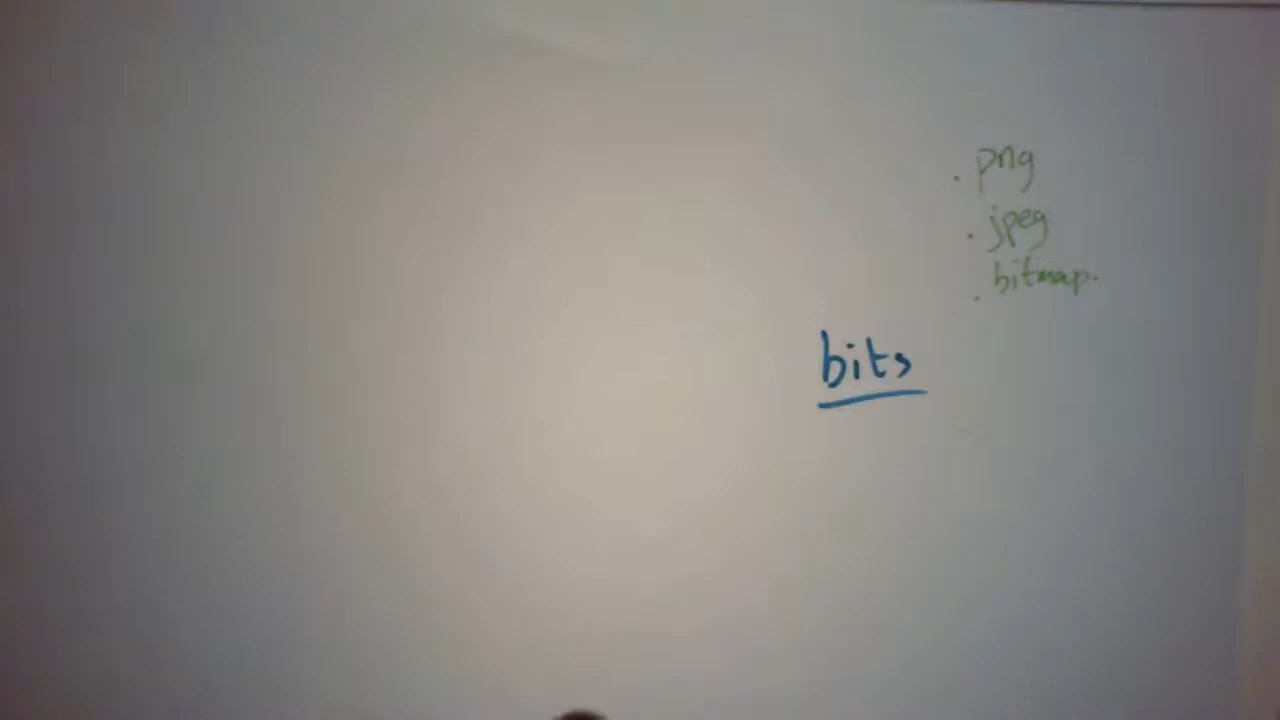 . png
. jpeg
. bitmap.
bits